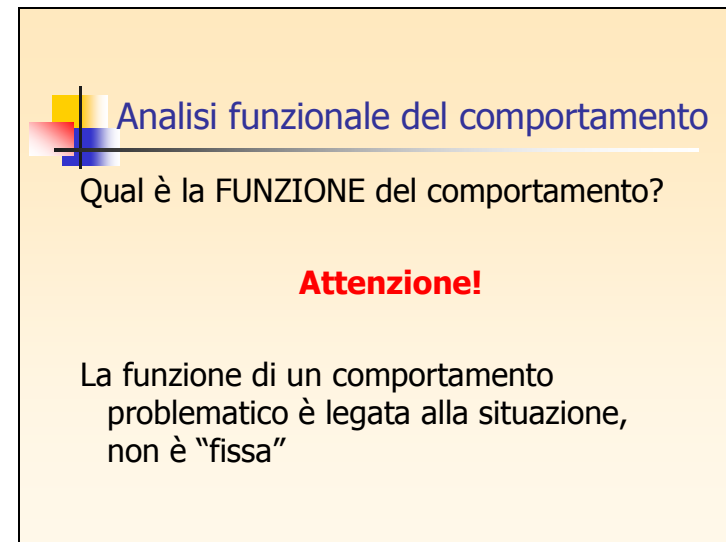 Analisi funzionale del comportamento
Qual è la FUNZIONE del comportamento?
Attenzione!
La funzione di un comportamento
problematico è legata alla situazione,
non è “fissa”